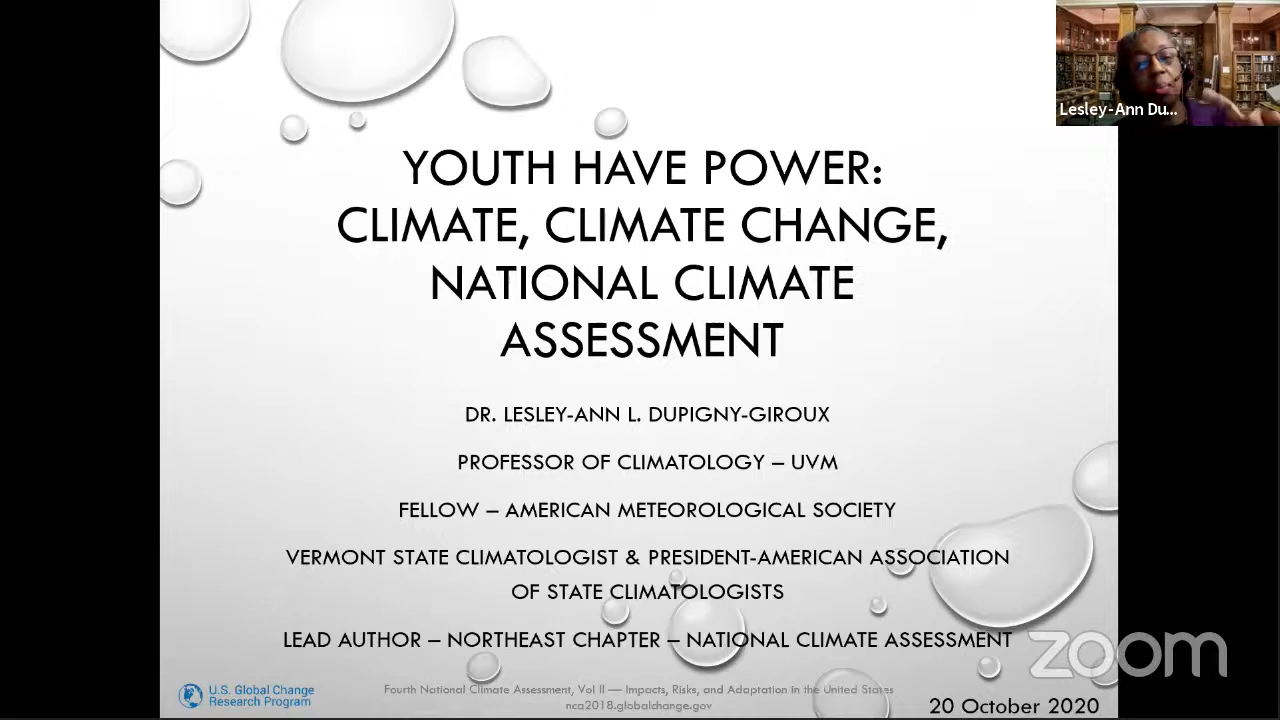 Lesley-Ann Du...
YOUTH HAVE POWER:
CLIMATE, CLIMATE CHANGE,
NATIONAL CLIMATE
ASSESSMENT
DR. LESLEY-ANN L. DUPIGNY-GIROUX
PROFESSOR OF CLIMATOLOGY – UVM
FELLOW – AMERICAN METEOROLOGICAL SOCIETY
VERMONT STATE CLIMATOLOGIST & PRESIDENT-AMERICAN ASSOCIATION
OF STATE CLIMATOLOGISTS
LEAD AUTHOR – NORTHEAST CHAPTER – NATIONAL CLIMATE ASSESSMENT
zoom
U.S. Global Change
Research Program
Fourth National Climate Assessment, Vol II — Impacts, Risks, and Adaptation in the United States
nca2018.globalchange.gov
20 October 2020